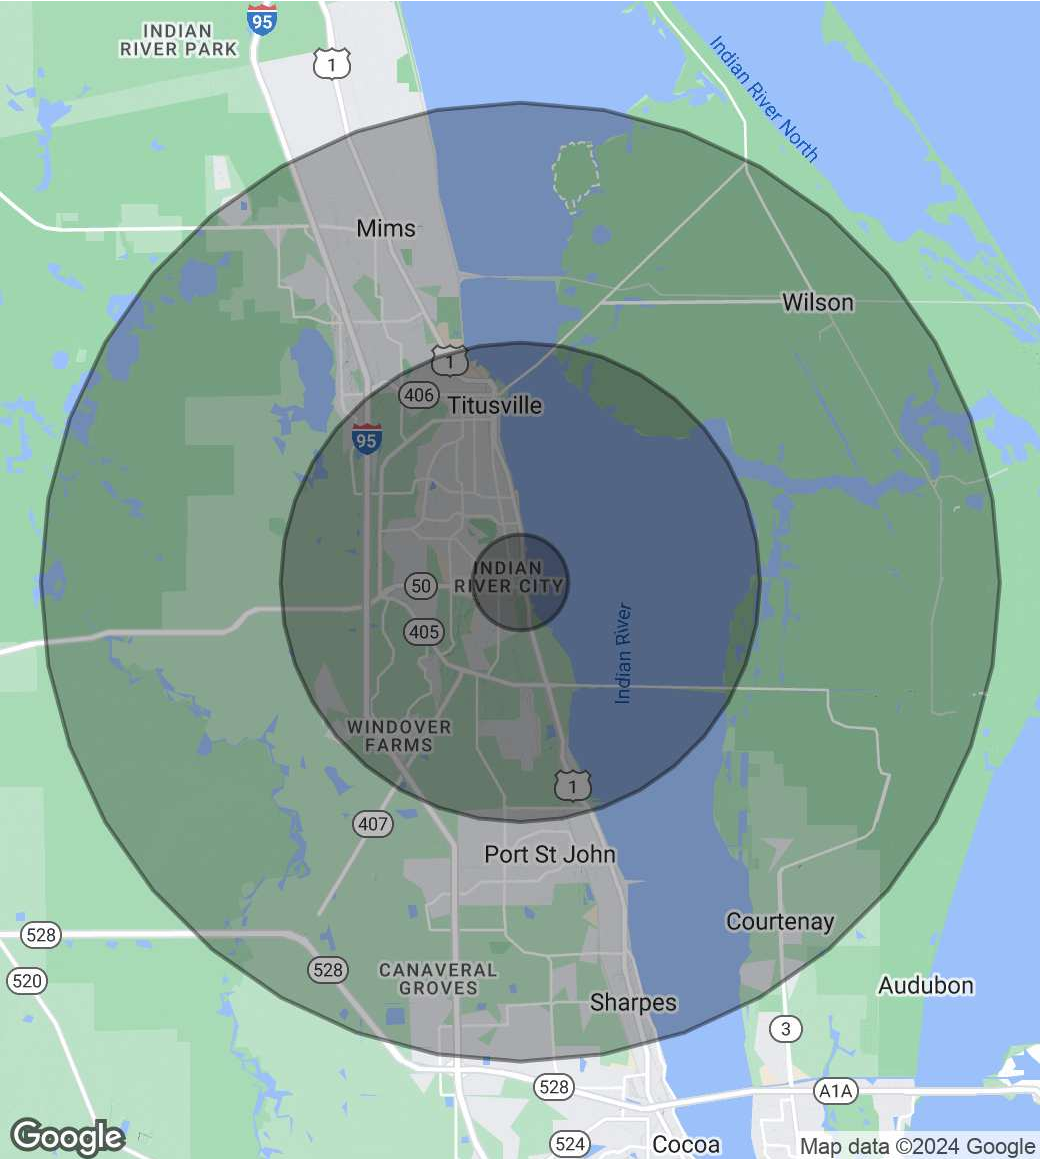 INDIAN
RIVER PARK
95
1
Indian River North
Mims
Wilson
1
406
Titusville
95
INDIAN
RIVER CITY
50
405
Indian River
WINDOVER
FARMS
1
407
Port St John
Courtenay
528
528
520
CANAVERAL
GROVES
Audubon
Sharpes
3
528
A1A
524
Cocoa
Google
Map data ©2024 Google